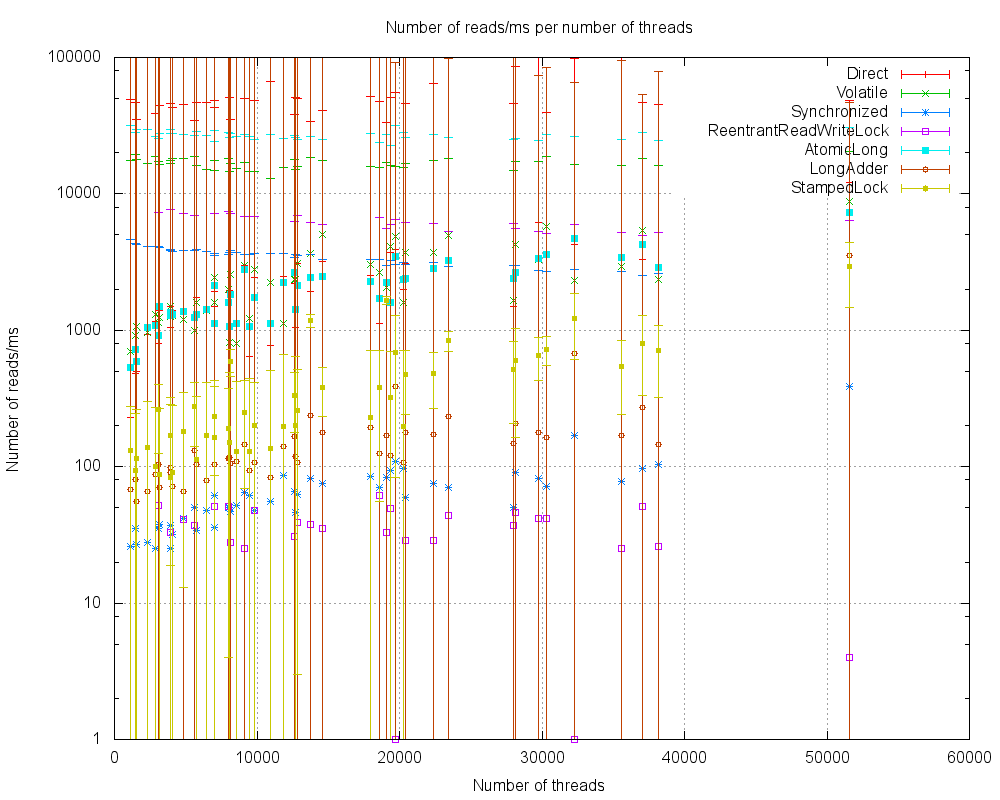 Number of reads/ms per number of threads
Number of reads/ms
100000
10000
1000
100
10
1
Direct
Volatile
Synchronized
ReentrantReadWriteLock
AtomicLong
LongAdder
StampedLock
0
10000
20000
30000
40000
50000
60000
Number of threads